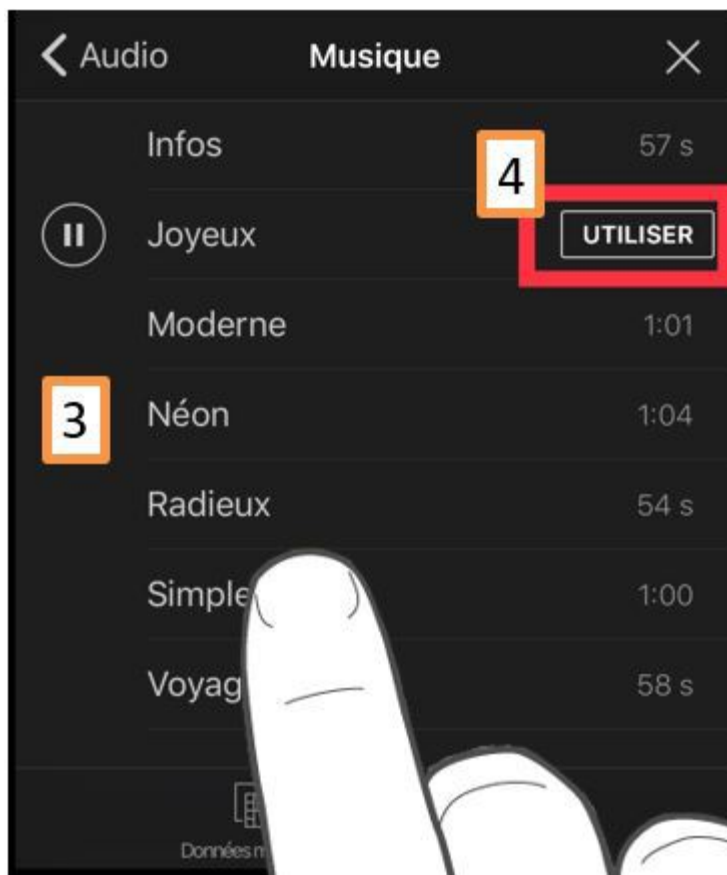 Audio Musique
Infos 57 s
4
Joyeux UTILISER
Moderne 1:01
3 Néon 1:04
Radieux 54 s
Simple 1:00
58 s